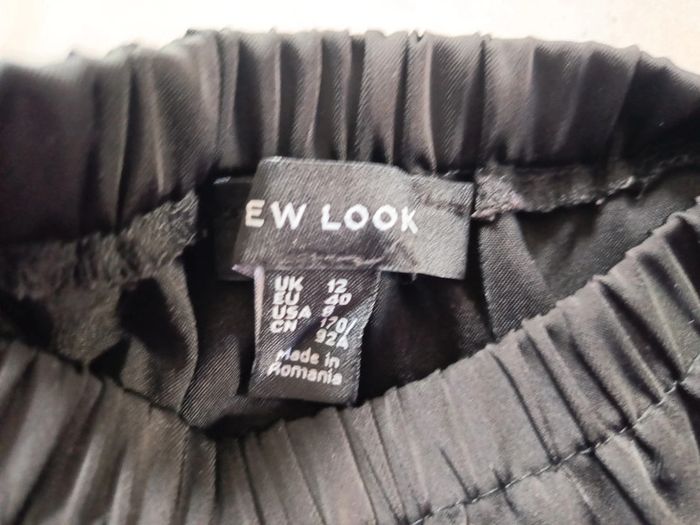 EW LOOK
UK 12
EU 40
USA 8
CN 170/
92A
Made in
Romania